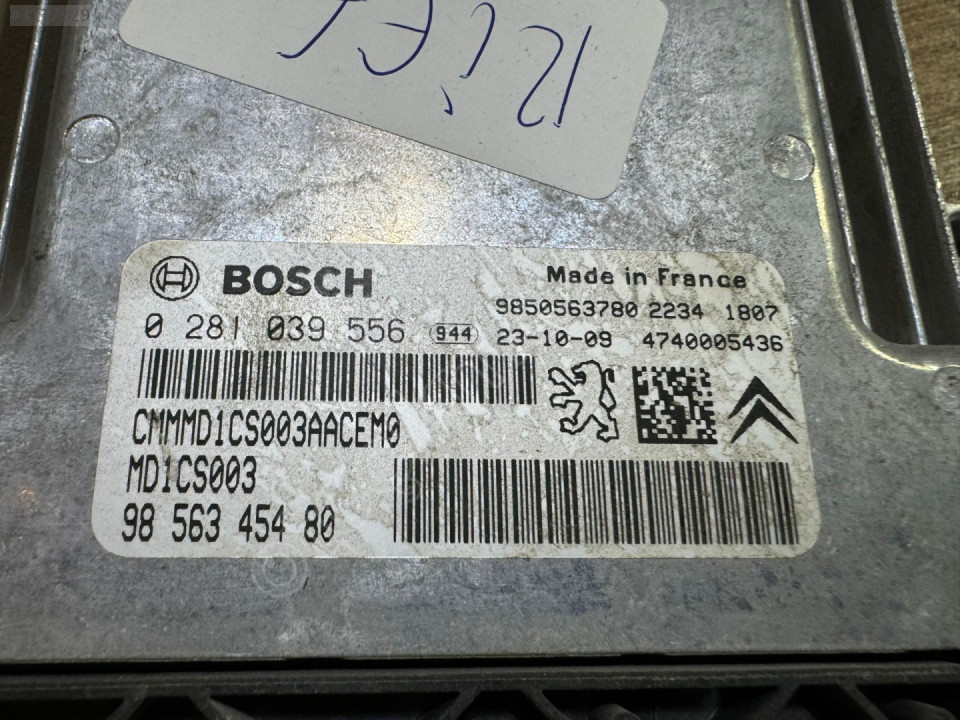 BOSCH
Made in France
9850563780 2234 1807
0 281 039 556 944 23-10-09 4740005436
CMMMD1CS003AACEM0
MD1CS003
98 563 454 80